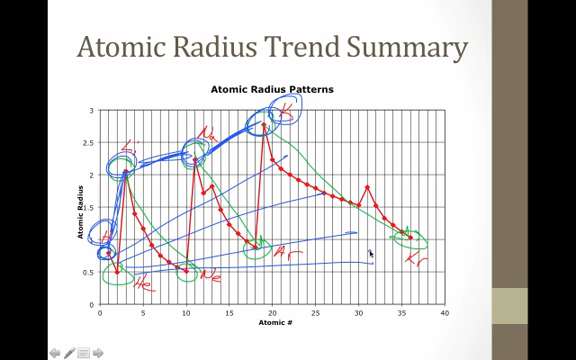 Atomic Radius Trend Summary
Atomic Radius Patterns
3
2.5
2
1.5
1
0.5
0
0 5 10 15 20 25 30 35 40
Atomic Radius
Atomic #
H
He
Li
Ne
Na
Ar
K
Kr